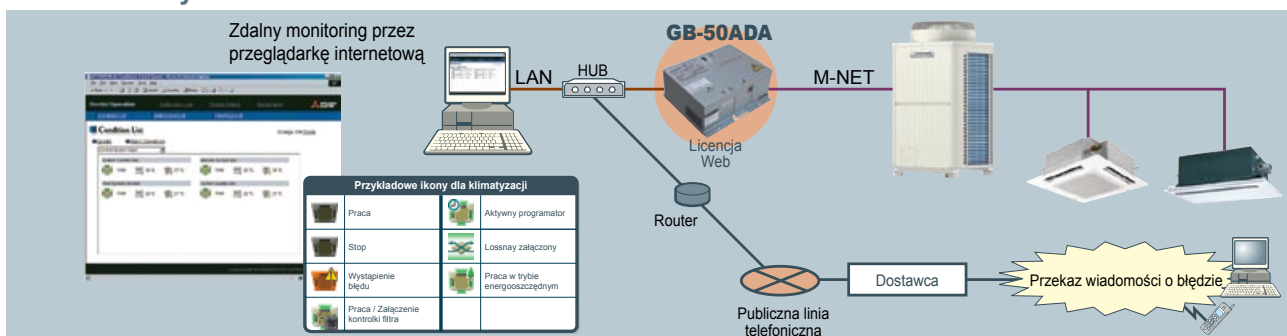 Zdalny monitoring przez
przeglądarkę internetową
GB-50ADA
LAN
HUB
M-NET
Licencja
Web
Condition List
Przykładowe ikony dla klimatyzacji
Praca
Aktywny programator
Stop
Lossnay załączony
Wystąpienie
błędu
Praca w trybie
energooszczędnym
Praca / Załączenie
kontrolki filtra
Router
Publiczna linia
telefoniczna
Dostawca
Przekaz wiadomości o błędzie